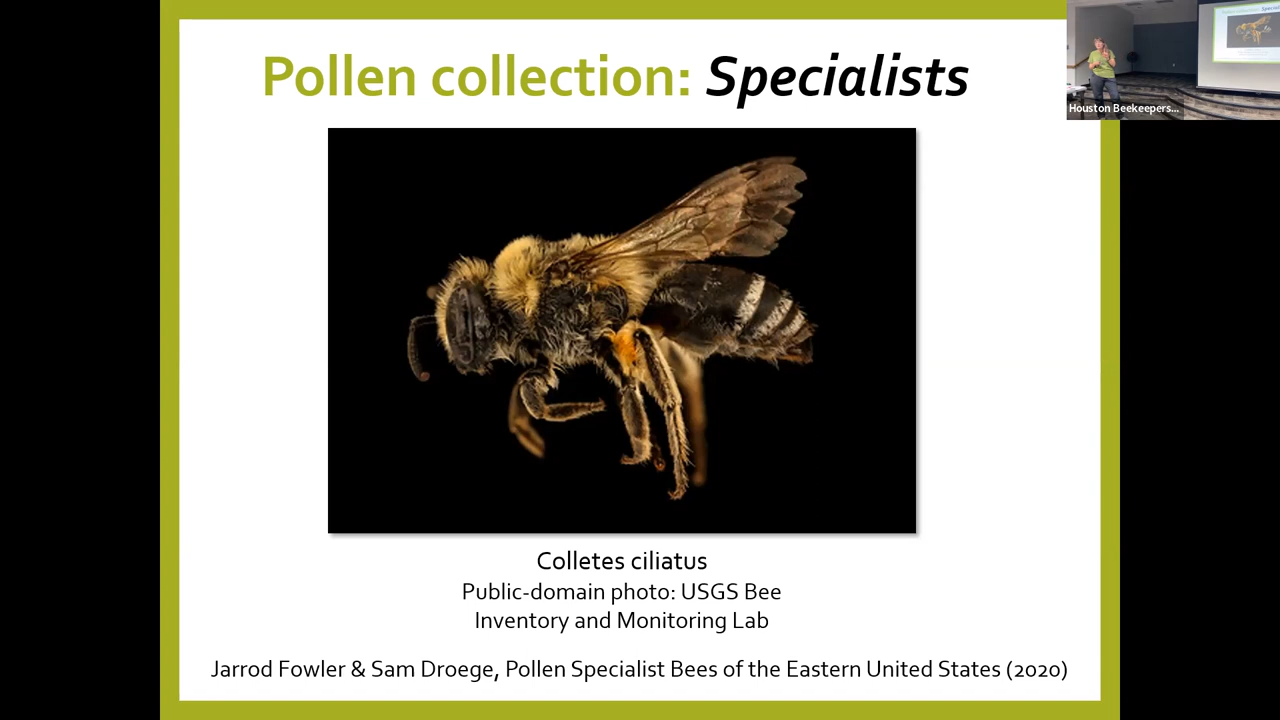 Pollen collection: Specialists
Houston Beekeepers...
Colletes ciliatus
Public-domain photo: USGS Bee
Inventory and Monitoring Lab
Jarrod Fowler & Sam Droege, Pollen Specialist Bees of the Eastern United States (2020)